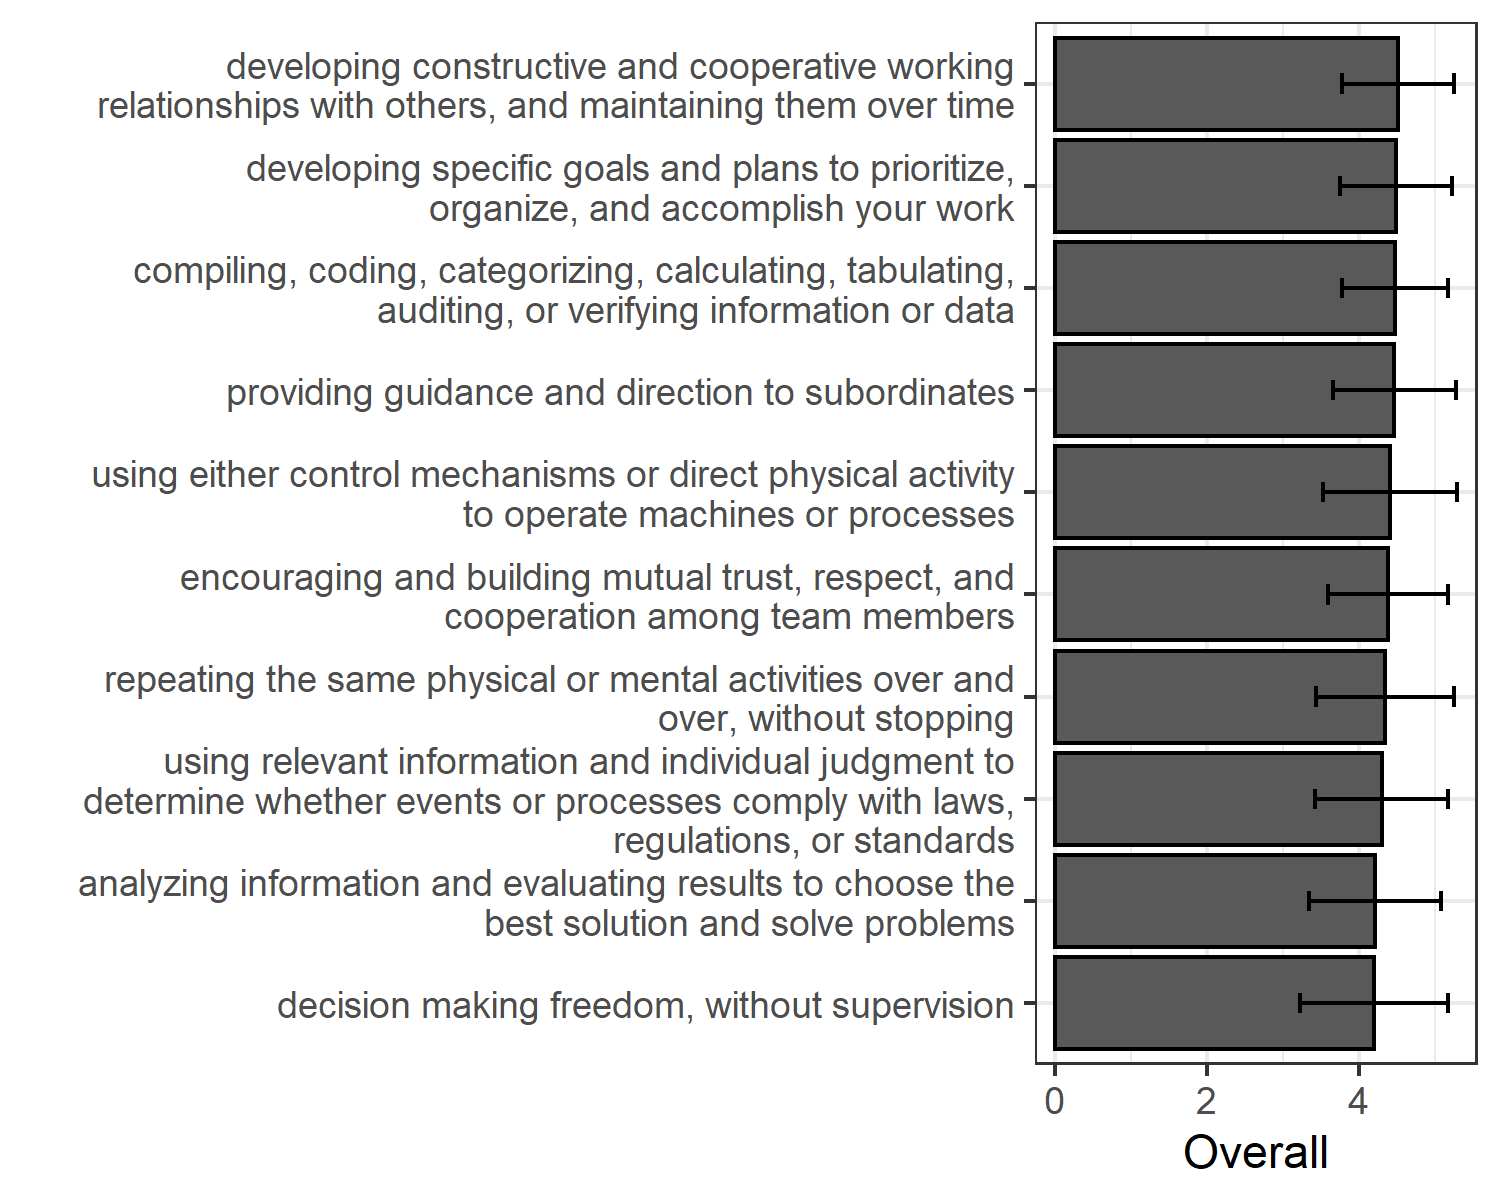 developing constructive and cooperative working
relationships with others, and maintaining them over time
developing specific goals and plans to prioritize,
organize, and accomplish your work
compiling, coding, categorizing, calculating, tabulating,
auditing, or verifying information or data
providing guidance and direction to subordinates
using either control mechanisms or direct physical activity
to operate machines or processes
encouraging and building mutual trust, respect, and
cooperation among team members
repeating the same physical or mental activities over and
over, without stopping
using relevant information and individual judgment to
determine whether events or processes comply with laws,
regulations, or standards
analyzing information and evaluating results to choose the
best solution and solve problems
decision making freedom, without supervision
0 2 4
Overall